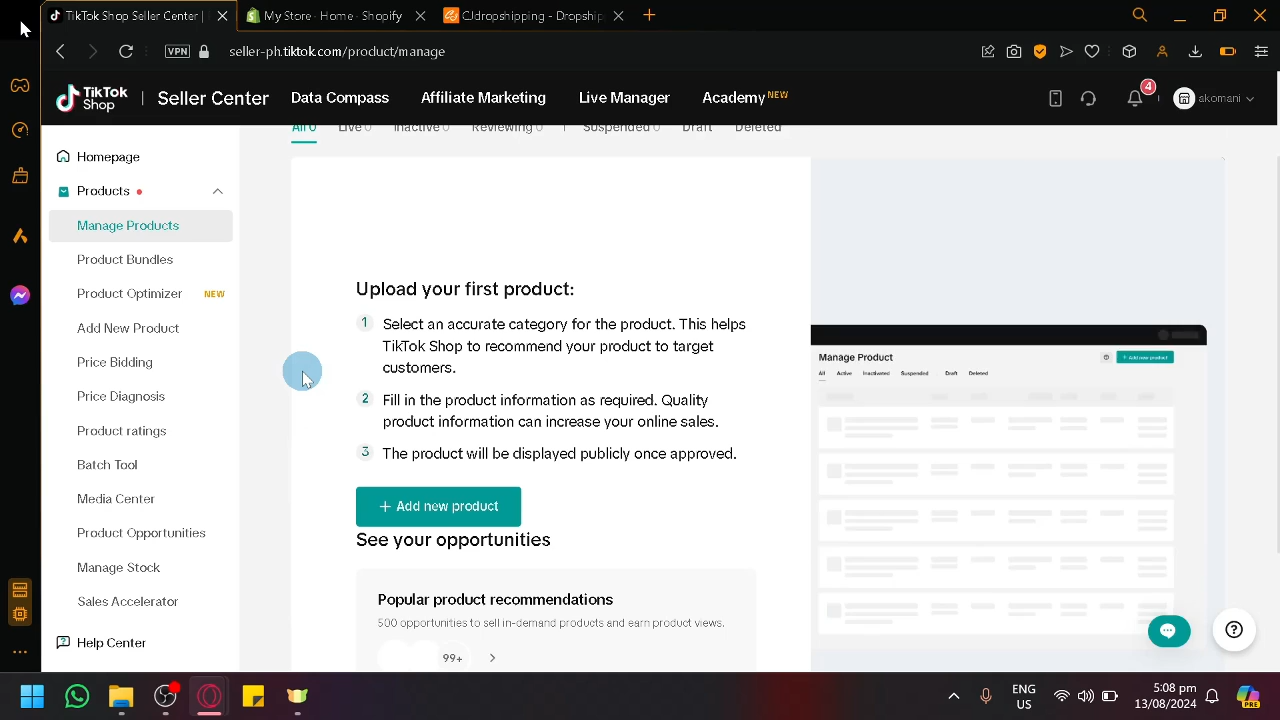 TikTok Shop Seller Center |
My Store - Home - Shopify
CJdropshipping - Dropship
VPN
seller-ph.tiktok.com/product/manage
TikTok Shop | Seller Center
Data Compass
Affiliate Marketing
Live Manager
Academy NEW
4
akomani
All 0
Live 0
Inactive 0
Reviewing 0
Suspended 0
Draft
Deleted
Homepage
Products
Manage Products
Product Bundles
Product Optimizer NEW
Add New Product
Price Bidding
Price Diagnosis
Product ratings
Batch Tool
Media Center
Product Opportunities
Manage Stock
Sales Accelerator
Help Center
Upload your first product:
1 Select an accurate category for the product. This helps
TikTok Shop to recommend your product to target
customers.
2 Fill in the product information as required. Quality
product information can increase your online sales.
3 The product will be displayed publicly once approved.
+ Add new product
See your opportunities
Popular product recommendations
500 opportunities to sell in-demand products and earn product views.
99+
Manage Product
+ Add new product
All Active Inactivated Suspended Draft Deleted
ENG
US
5:08 pm
13/08/2024
PRE